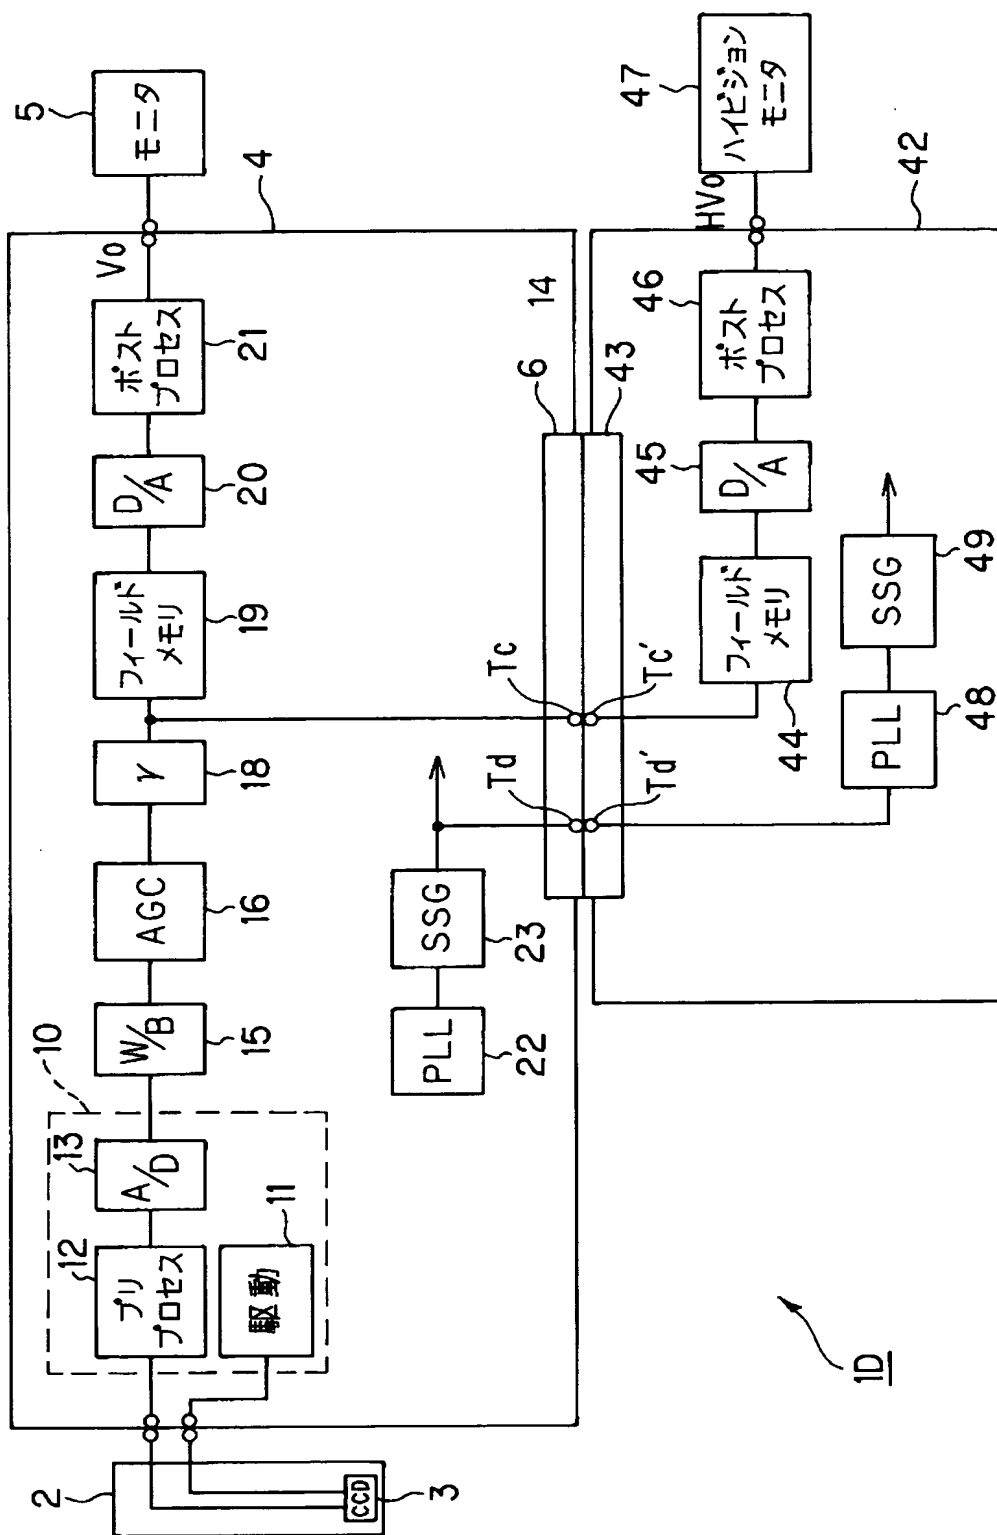 2
CCD
3
10
12
プリ
プロセス
13
A/D
11
駆動
W/B
15
AGC
16
γ
18
フィールド
メモリ
19
D/A
20
ポスト
プロセス
21
Vo
5
モニタ
4
PLL
22
SSG
23
Td
Tc
6
14
Td´
Tc´
43
フィールド
メモリ
44
D/A
45
ポスト
プロセス
46
HVo
47
ハイビジョン
モニタ
42
PLL
48
SSG
49
1D